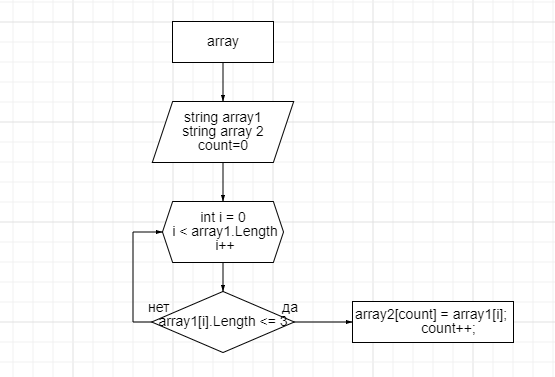 array
string array1
string array 2
count=0
int i = 0
i < array1.Length
i++
нет
да
array1[i].Length <= 3
array2[count] = array1[i];
count++;